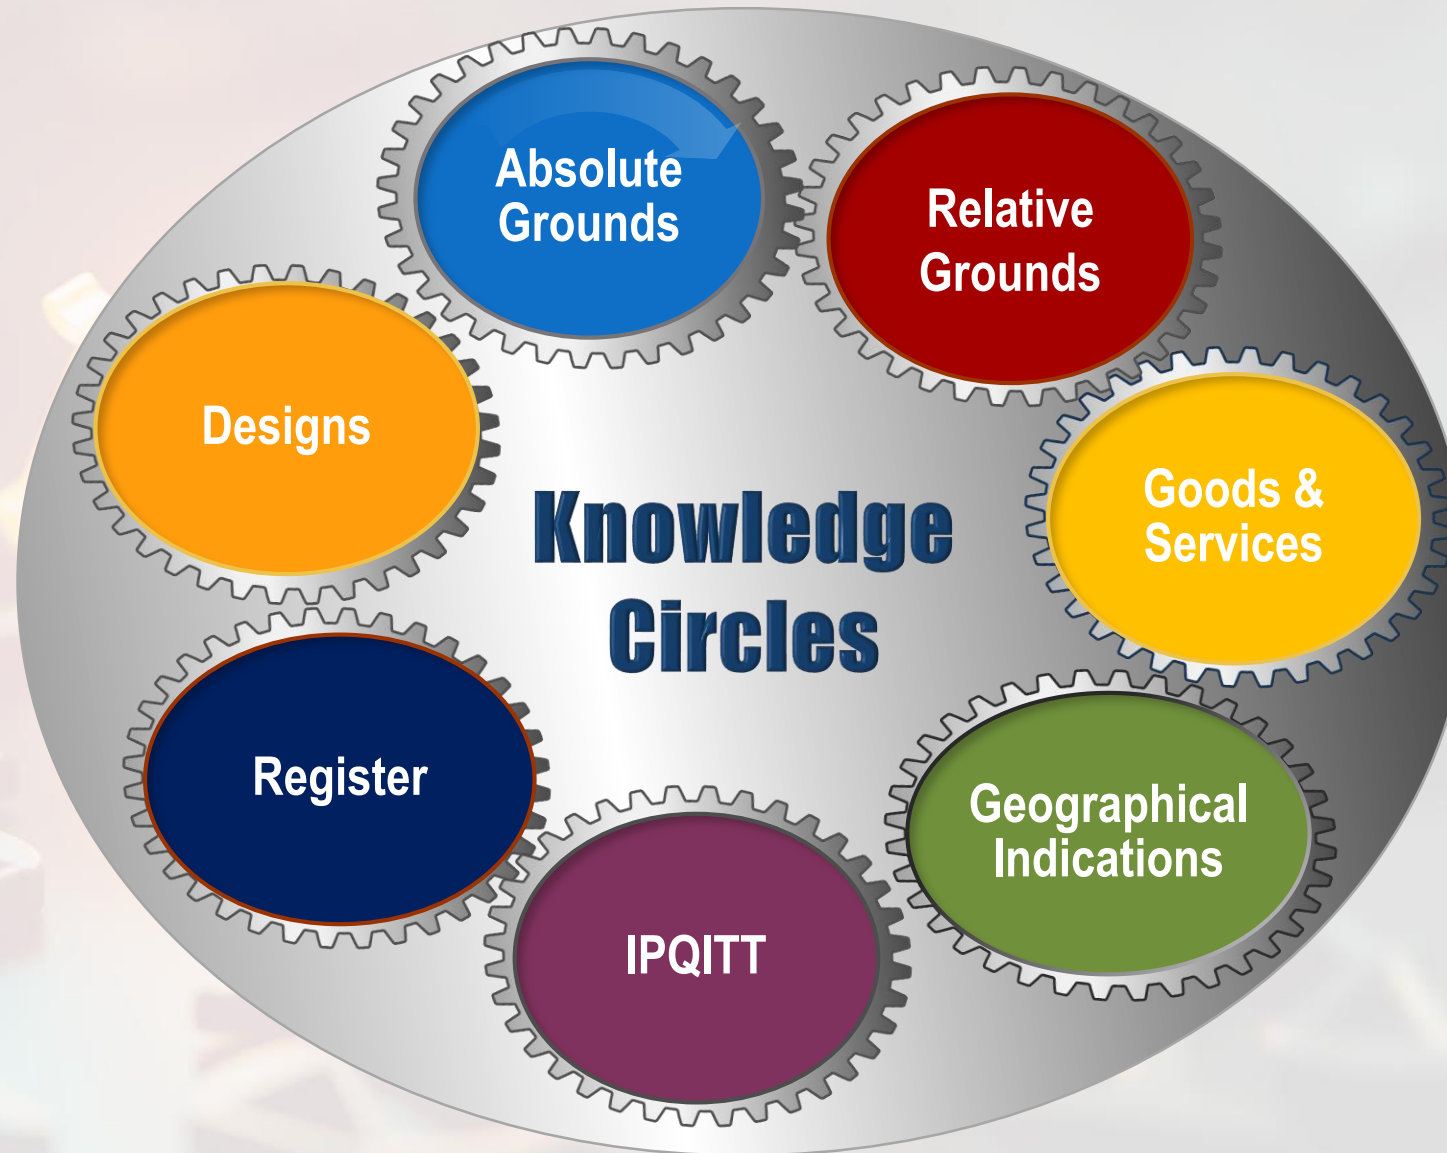 Absolute
Grounds
Relative
Grounds
Designs
Goods &
Services
Knowledge
Circles
Register
Geographical
Indications
IPQITT